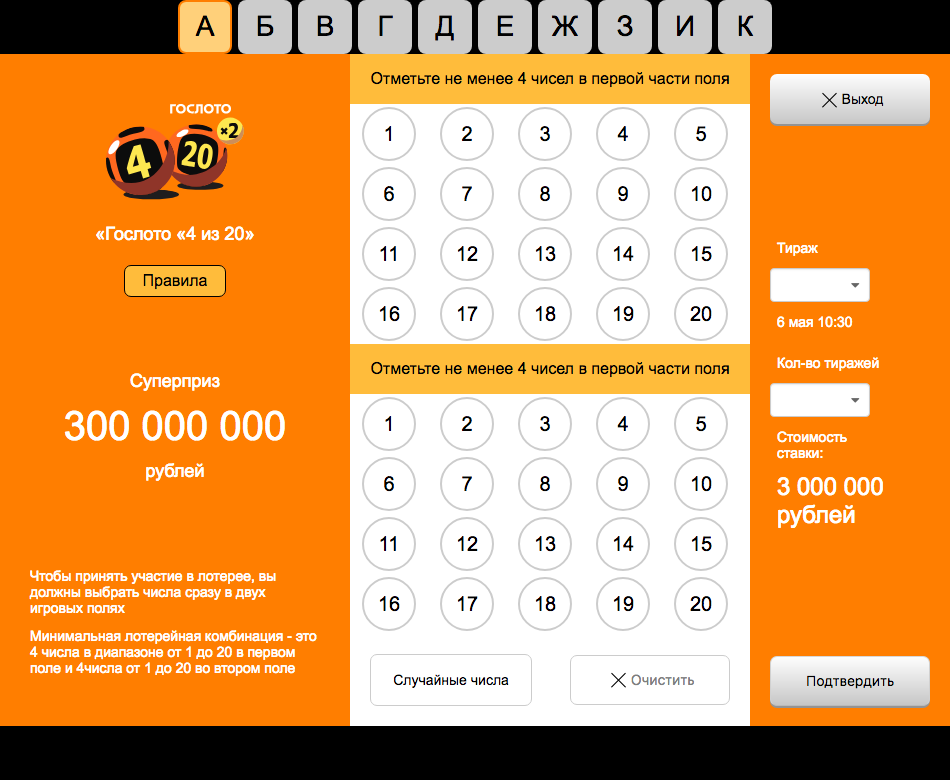 А Б В Г Д Е Ж З И К
ГОСЛОТО
×2
4 20
«Гослото «4 из 20»
Правила
Суперприз
300 000 000
рублей
Чтобы принять участие в лотерее, вы
должны выбрать числа сразу в двух
игровых полях
Минимальная лотерейная комбинация - это
4 числа в диапазоне от 1 до 20 в первом
поле и 4числа от 1 до 20 во втором поле
Отметьте не менее 4 чисел в первой части поля
1 2 3 4 5
6 7 8 9 10
11 12 13 14 15
16 17 18 19 20
Отметьте не менее 4 чисел в первой части поля
1 2 3 4 5
6 7 8 9 10
11 12 13 14 15
16 17 18 19 20
Случайные числа
Очистить
Выход
Тираж
6 мая 10:30
Кол-во тиражей
Стоимость
ставки:
3 000 000
рублей
Подтвердить